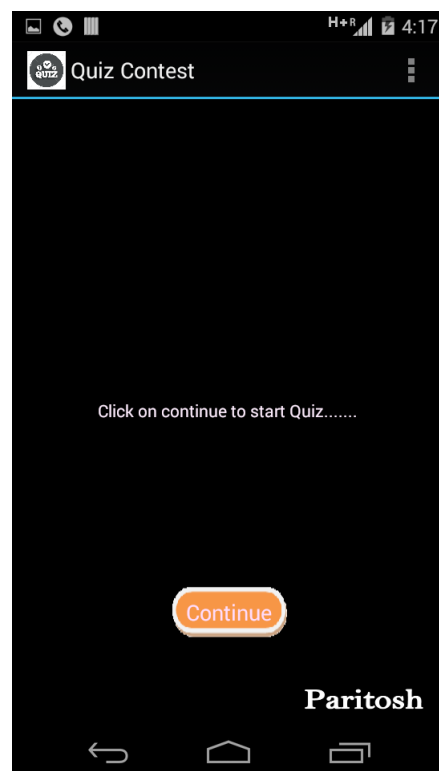 H+R 4:17
QUIZ Quiz Contest
Click on continue to start Quiz.......
Continue
Paritosh